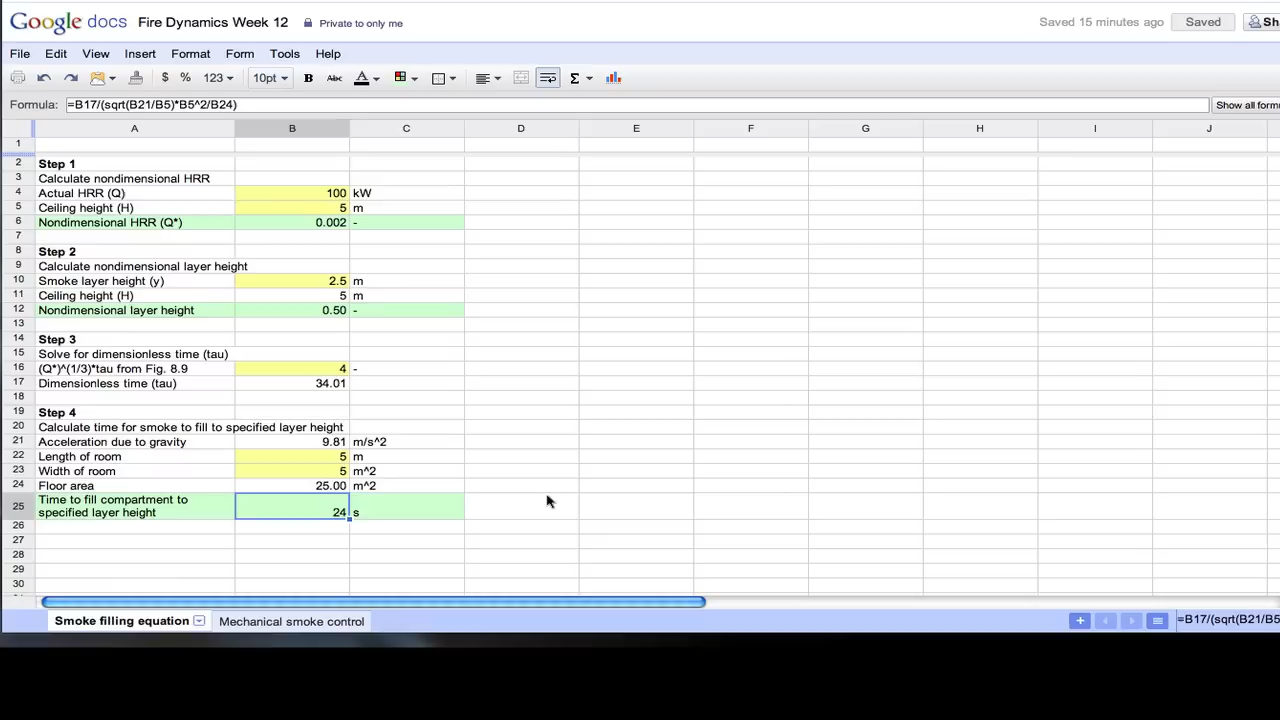 Google docs Fire Dynamics Week 12 Private to only me Saved 15 minutes ago Saved
File Edit View Insert Format Form Tools Help
$ % 123 10pt B Abc A Σ
Formula: =B17/(sqrt(B21/B5)*B5^2/B24) Show all form
A B C D E F G H I J
1
2 Step 1
3 Calculate nondimensional HRR
4 Actual HRR (Q) 100 kW
5 Ceiling height (H) 5 m
6 Nondimensional HRR (Q*) 0.002 -
7
8 Step 2
9 Calculate nondimensional layer height
10 Smoke layer height (y) 2.5 m
11 Ceiling height (H) 5 m
12 Nondimensional layer height 0.50 -
13
14 Step 3
15 Solve for dimensionless time (tau)
16 (Q*)^(1/3)*tau from Fig. 8.9 4 -
17 Dimensionless time (tau) 34.01
18
19 Step 4
20 Calculate time for smoke to fill to specified layer height
21 Acceleration due to gravity 9.81 m/s^2
22 Length of room 5 m
23 Width of room 5 m^2
24 Floor area 25.00 m^2
25 Time to fill compartment to
specified layer height 24 s
26
27
28
29
30
Smoke filling equation Mechanical smoke control =B17/(sqrt(B21/B5